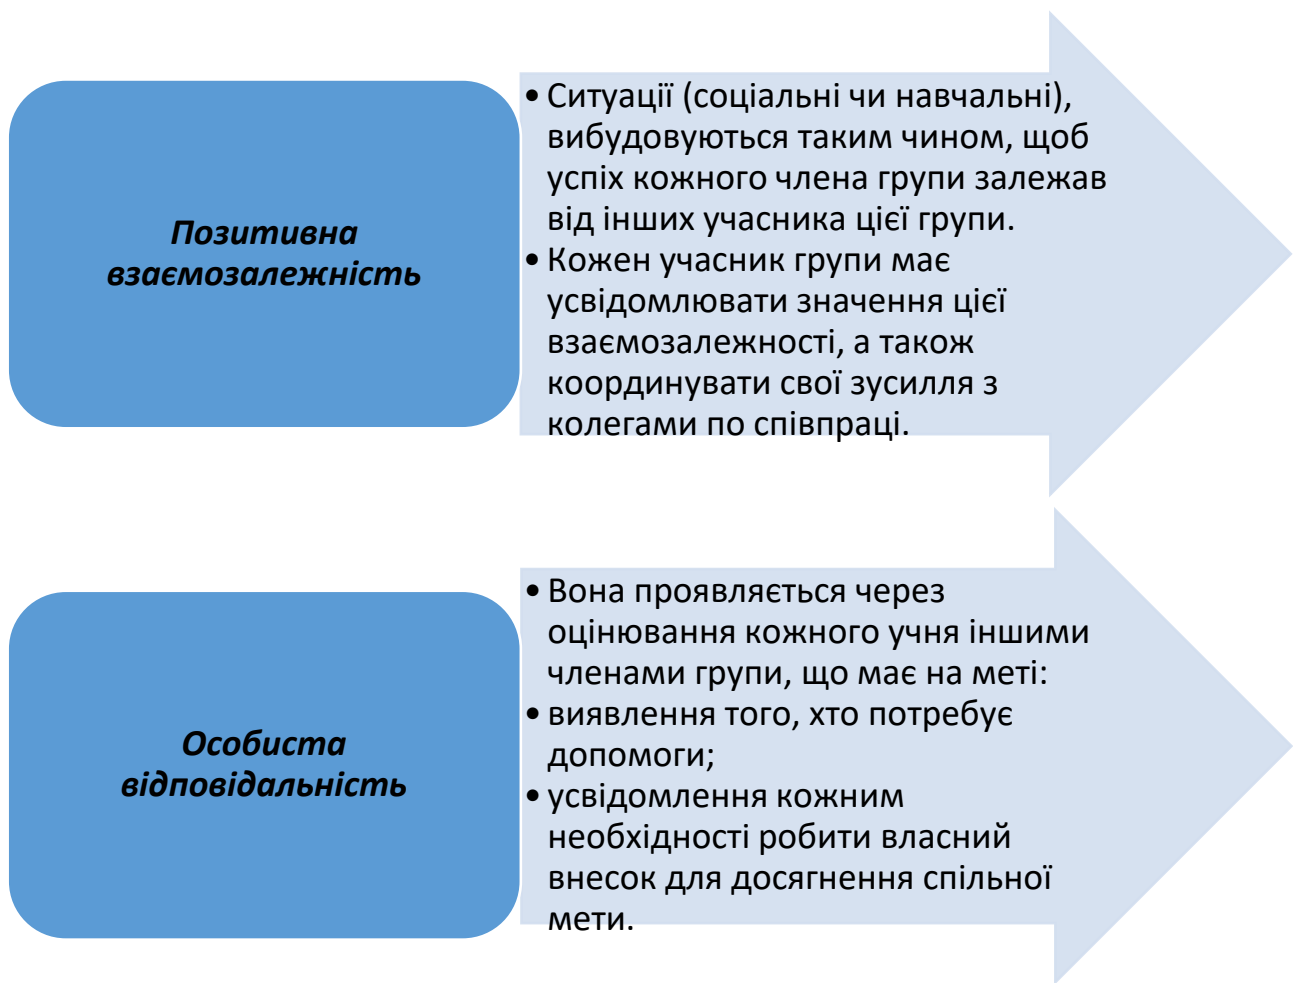 Позитивна
взаємозалежність
• Ситуації (соціальні чи навчальні),
вибудовуються таким чином, щоб
успіх кожного члена групи залежав
від інших учасника цієї групи.
• Кожен учасник групи має
усвідомлювати значення цієї
взаємозалежності, а також
координувати свої зусилля з
колегами по співпраці.
Особиста
відповідальність
• Вона проявляється через
оцінювання кожного учня іншими
членами групи, що має на меті:
• виявлення того, хто потребує
допомоги;
• усвідомлення кожним
необхідності робити власний
внесок для досягнення спільної
мети.